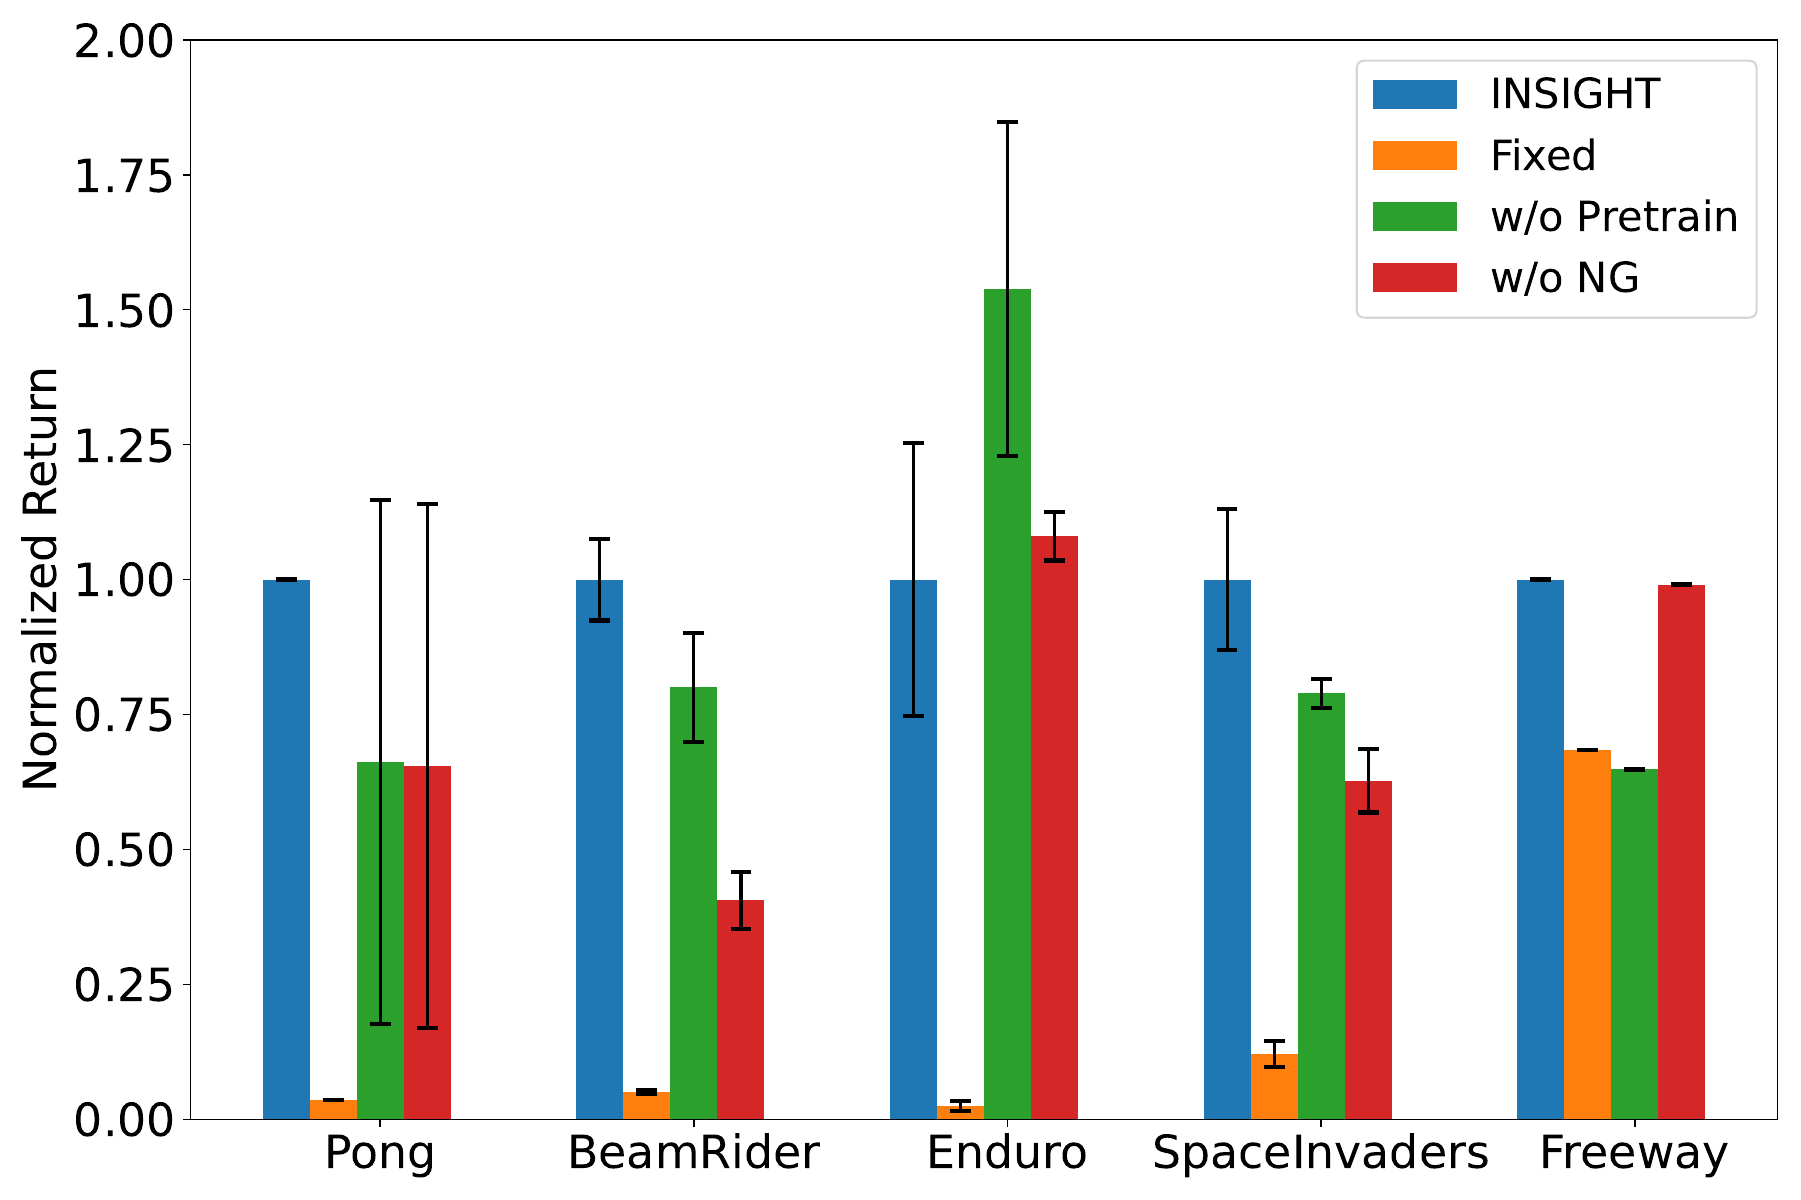 Normalized Return
2.00
1.75
1.50
1.25
1.00
0.75
0.50
0.25
0.00
INSIGHT
Fixed
w/o Pretrain
w/o NG
Pong BeamRider Enduro SpaceInvaders Freeway